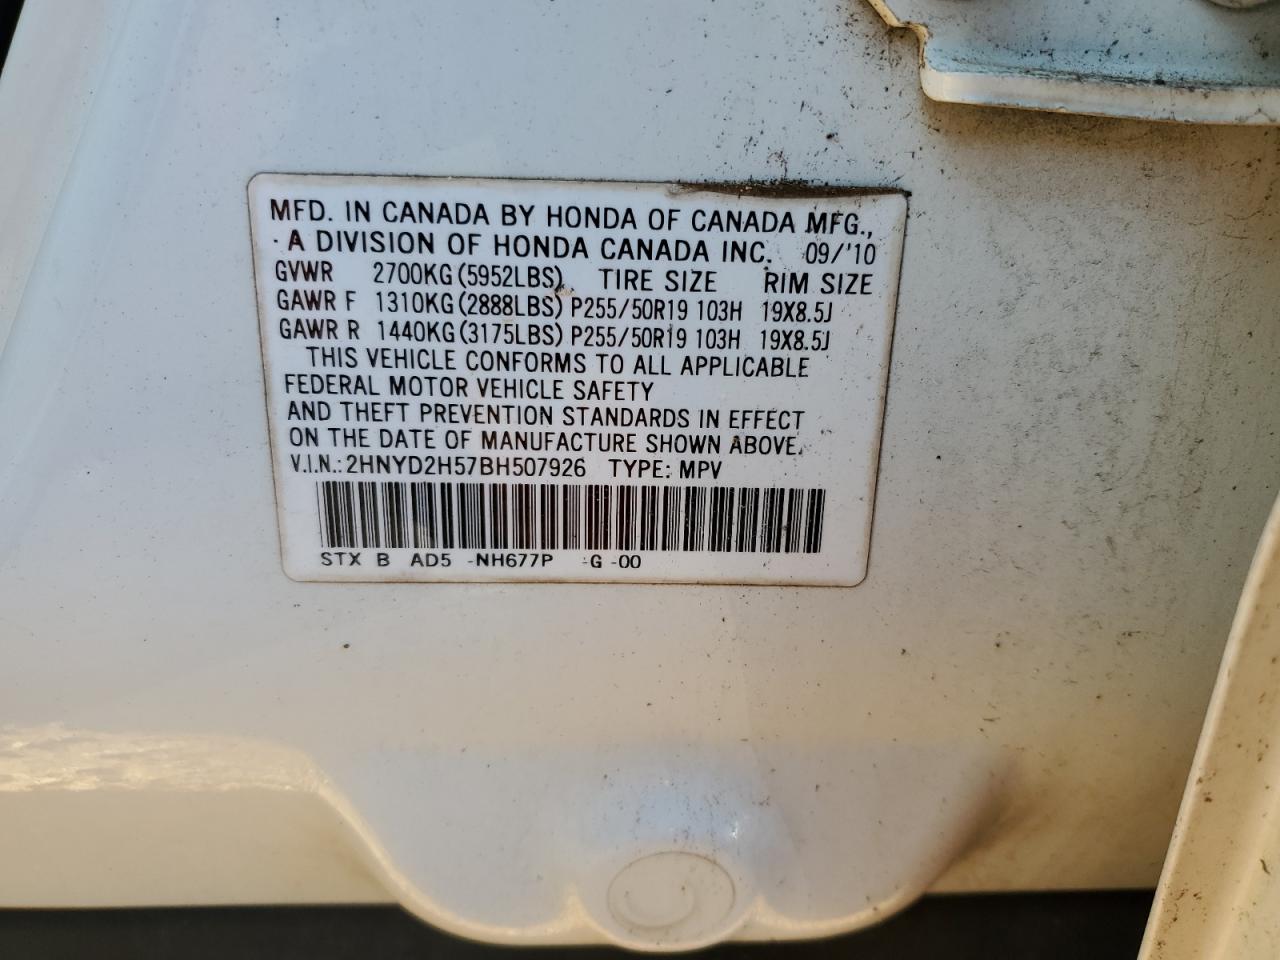 MFD. IN CANADA BY HONDA OF CANADA MFG.,
A DIVISION OF HONDA CANADA INC. 09/'10
GVWR 2700KG(5952LBS) TIRE SIZE RIM SIZE
GAWR F 1310KG(2888LBS) P255/50R19 103H 19X8.5J
GAWR R 1440KG(3175LBS) P255/50R19 103H 19X8.5J
THIS VEHICLE CONFORMS TO ALL APPLICABLE
FEDERAL MOTOR VEHICLE SAFETY
AND THEFT PREVENTION STANDARDS IN EFFECT
ON THE DATE OF MANUFACTURE SHOWN ABOVE.
V.I.N.: 2HNYD2H57BH507926 TYPE: MPV
STX B AD5 -NH677P -G -00